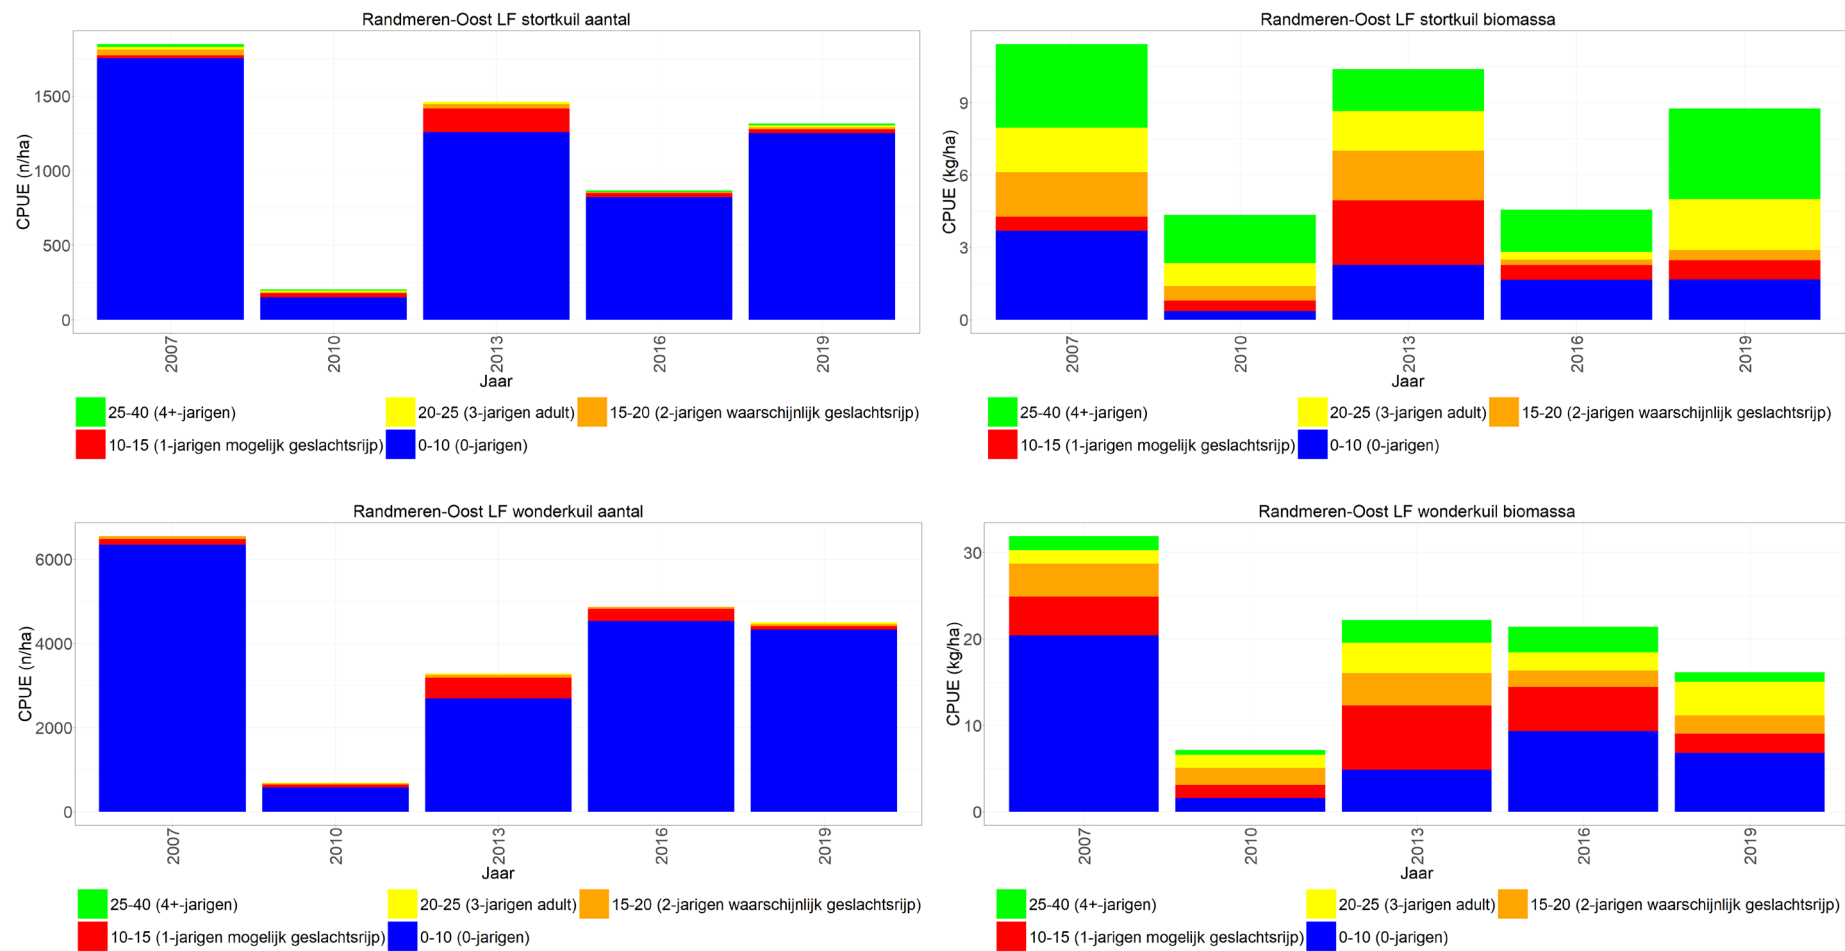 Randmeren-Oost LF stortkuil aantal
CPUE (n/ha)
1500
1000
500
0
2007
2010
2013
2016
2019
Jaar
25-40 (4+-jarigen)
20-25 (3-jarigen adult)
15-20 (2-jarigen waarschijnlijk geslachtsrijp)
10-15 (1-jarigen mogelijk geslachtsrijp)
0-10 (0-jarigen)
Randmeren-Oost LF stortkuil biomassa
CPUE (kg/ha)
9
6
3
0
2007
2010
2013
2016
2019
Jaar
25-40 (4+-jarigen)
20-25 (3-jarigen adult)
15-20 (2-jarigen waarschijnlijk geslachtsrijp)
10-15 (1-jarigen mogelijk geslachtsrijp)
0-10 (0-jarigen)
Randmeren-Oost LF wonderkuil aantal
CPUE (n/ha)
6000
4000
2000
0
2007
2010
2013
2016
2019
Jaar
25-40 (4+-jarigen)
20-25 (3-jarigen adult)
15-20 (2-jarigen waarschijnlijk geslachtsrijp)
10-15 (1-jarigen mogelijk geslachtsrijp)
0-10 (0-jarigen)
Randmeren-Oost LF wonderkuil biomassa
CPUE (kg/ha)
30
20
10
0
2007
2010
2013
2016
2019
Jaar
25-40 (4+-jarigen)
20-25 (3-jarigen adult)
15-20 (2-jarigen waarschijnlijk geslachtsrijp)
10-15 (1-jarigen mogelijk geslachtsrijp)
0-10 (0-jarigen)